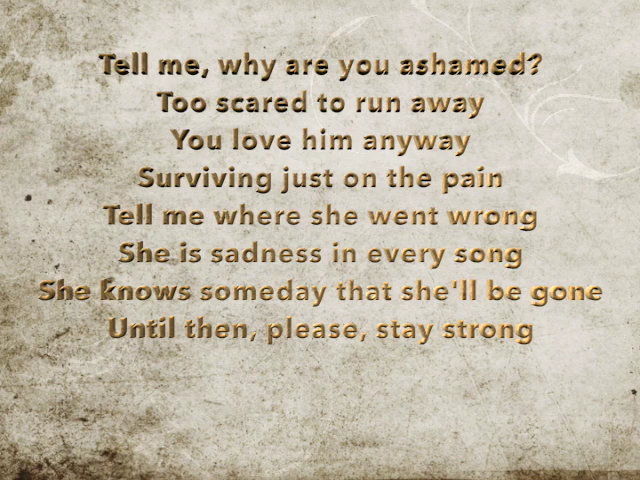 Tell me, why are you ashamed?
Too scared to run away
You love him anyway
Surviving just on the pain
Tell me where she went wrong
She is sadness in every song
She knows someday that she'll be gone
Until then, please, stay strong